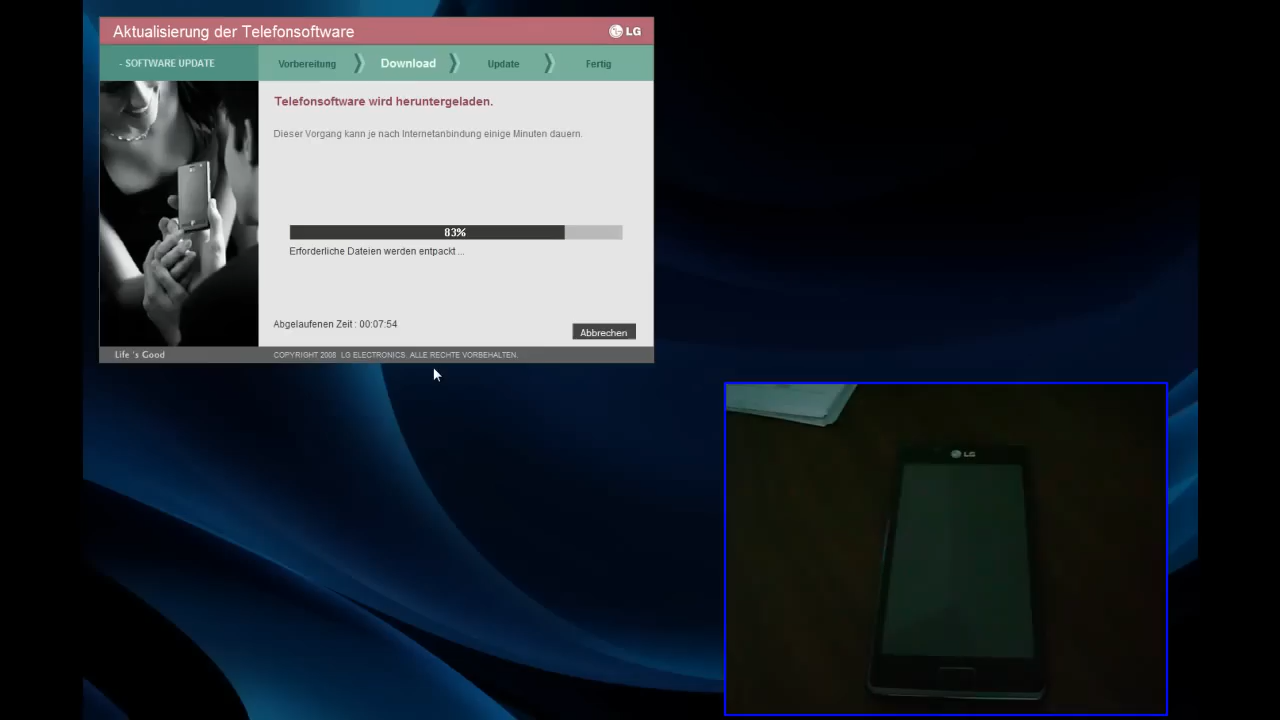 Aktualisierung der Telefonsoftware
LG
- SOFTWARE UPDATE
Vorbereitung
Download
Update
Fertig
Telefonsoftware wird heruntergeladen.
Dieser Vorgang kann je nach Internetanbindung einige Minuten dauern.
83%
Erforderliche Dateien werden entpackt ...
Abgelaufenen Zeit : 00:07:54
Abbrechen
Life's Good
COPYRIGHT 2008 LG ELECTRONICS. ALLE RECHTE VORBEHALTEN.
LG